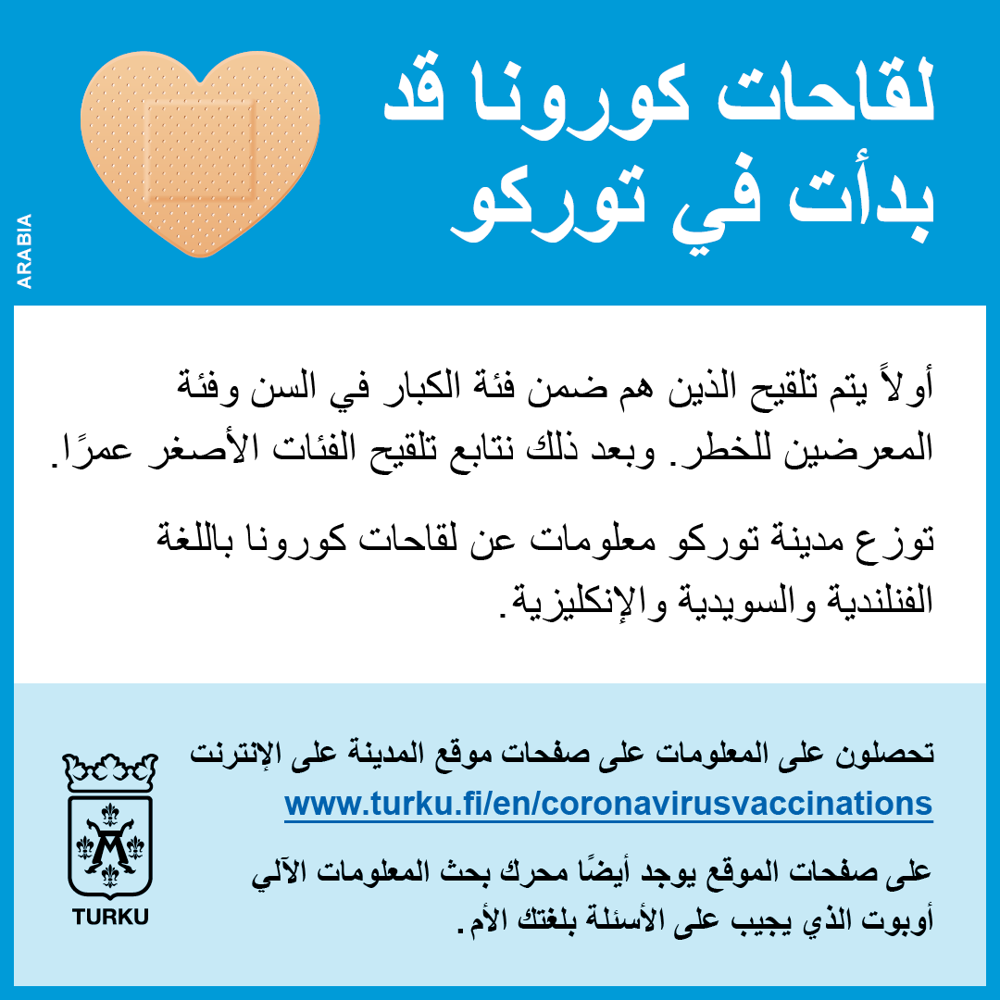 لقاحات كورونا قد
بدأت في توركو
ARABIA
أولاً يتم تلقيح الذين هم ضمن فئة الكبار في السن وفئة
المعرضين للخطر. وبعد ذلك نتابع تلقيح الفئات الأصغر عمرًا.
توزع مدينة توركو معلومات عن لقاحات كورونا باللغة
الفنلندية والسويدية والإنكليزية.
تحصلون على المعلومات على صفحات موقع المدينة على الإنترنت
www.turku.fi/en/coronavirusvaccinations
على صفحات الموقع يوجد أيضًا محرك بحث المعلومات الآلي
أوبوت الذي يجيب على الأسئلة بلغتك الأم.
TURKU